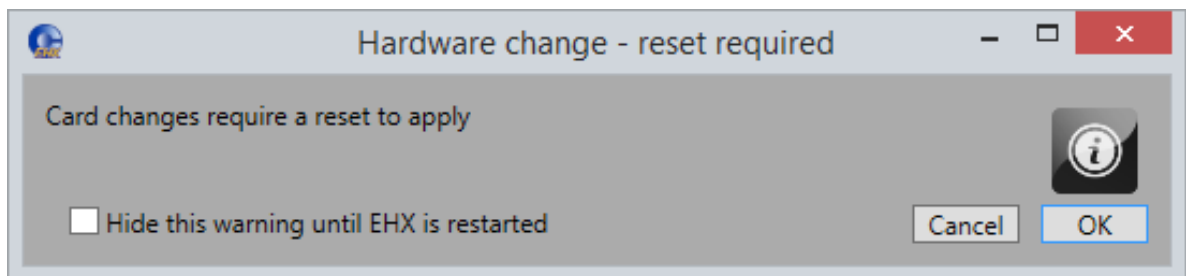 Hardware change - reset required
Card changes require a reset to apply
Hide this warning until EHX is restarted
Cancel
OK